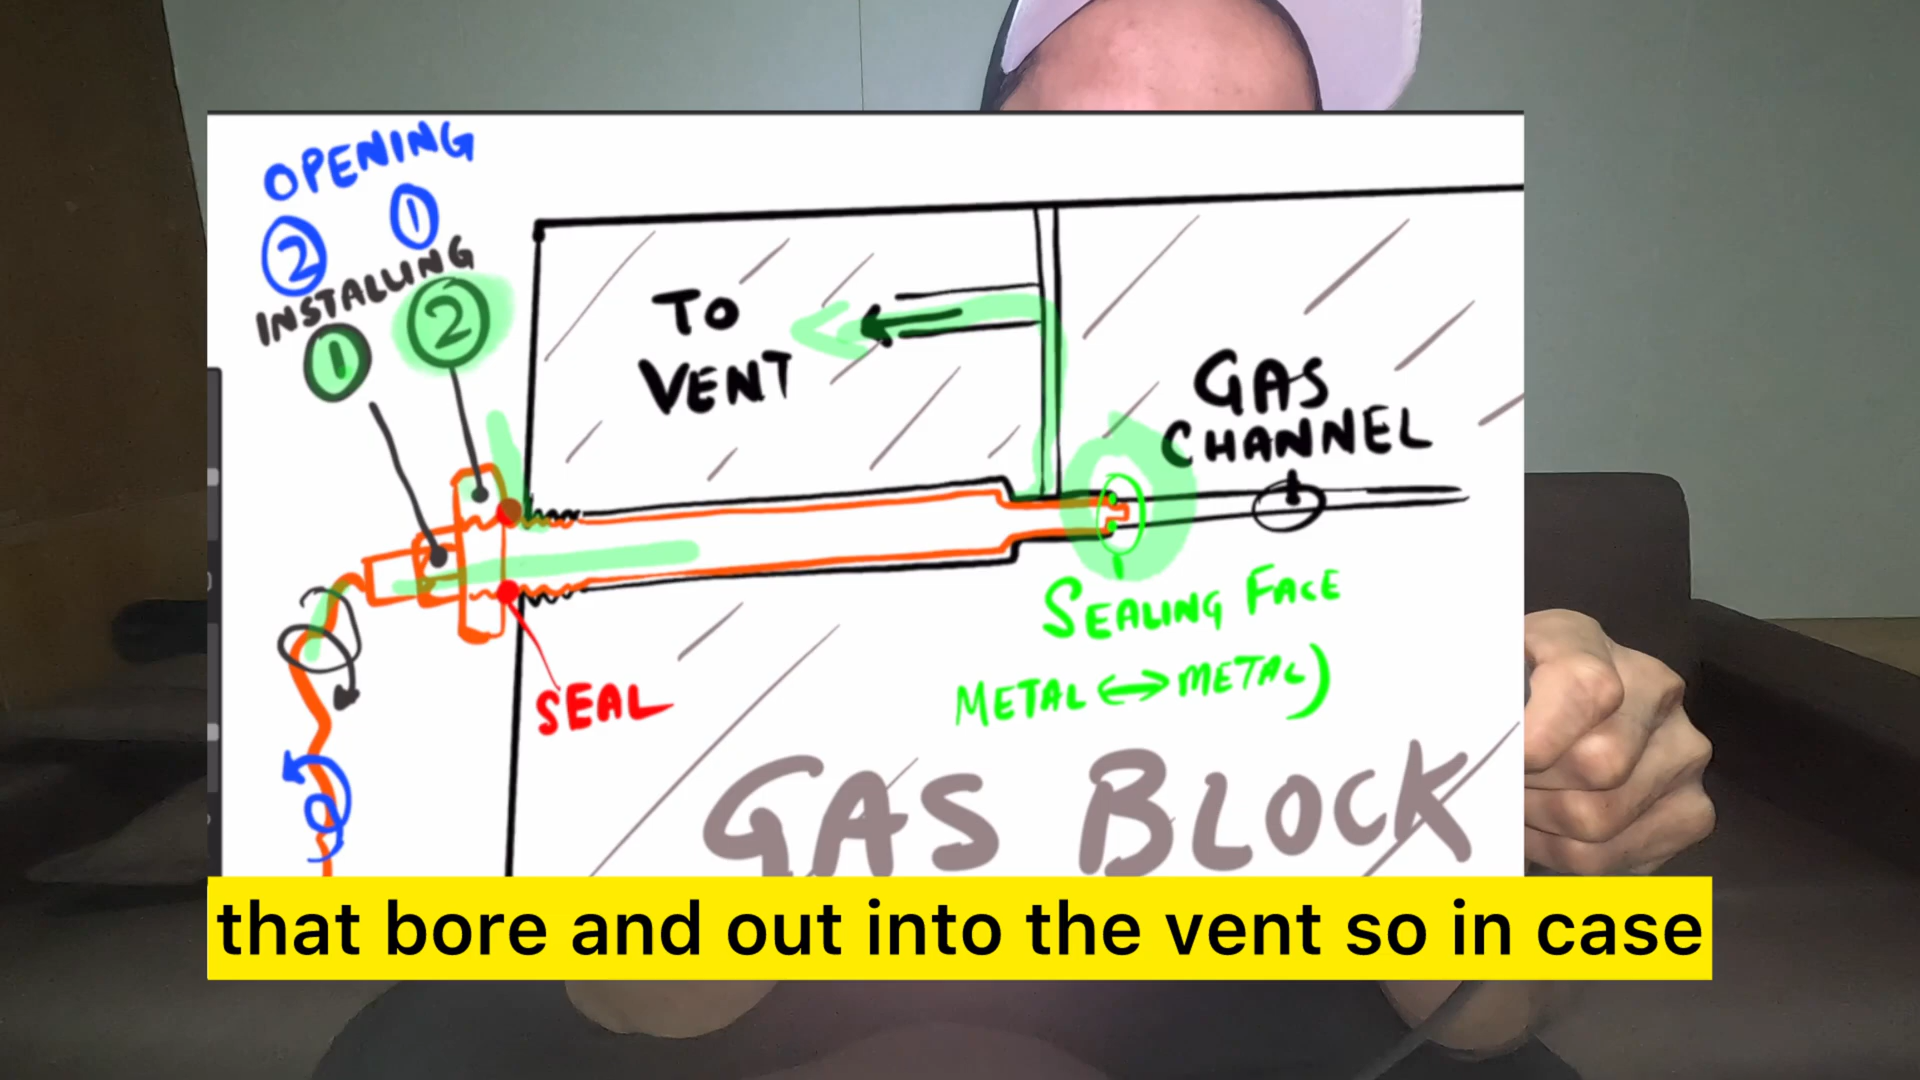 OPENING
② ①
INSTALLING
① ②
TO
VENT
GAS
CHANNEL
SEALING FACE
METAL ↔ METAL)
SEAL
GAS BLOCK
that bore and out into the vent so in case